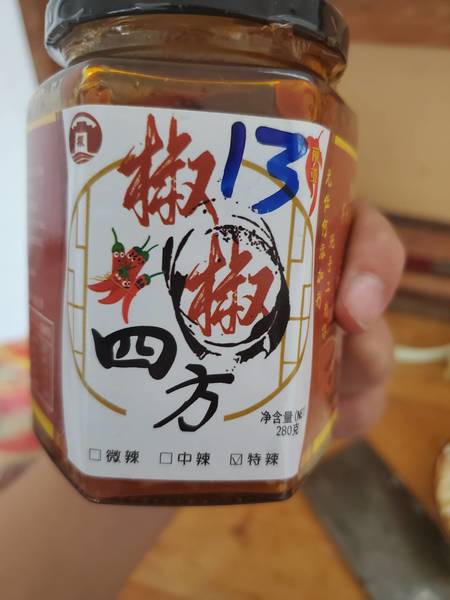 椒13
椒
四方
净含量(NE
280克
□微辣 □中辣 ☑特辣